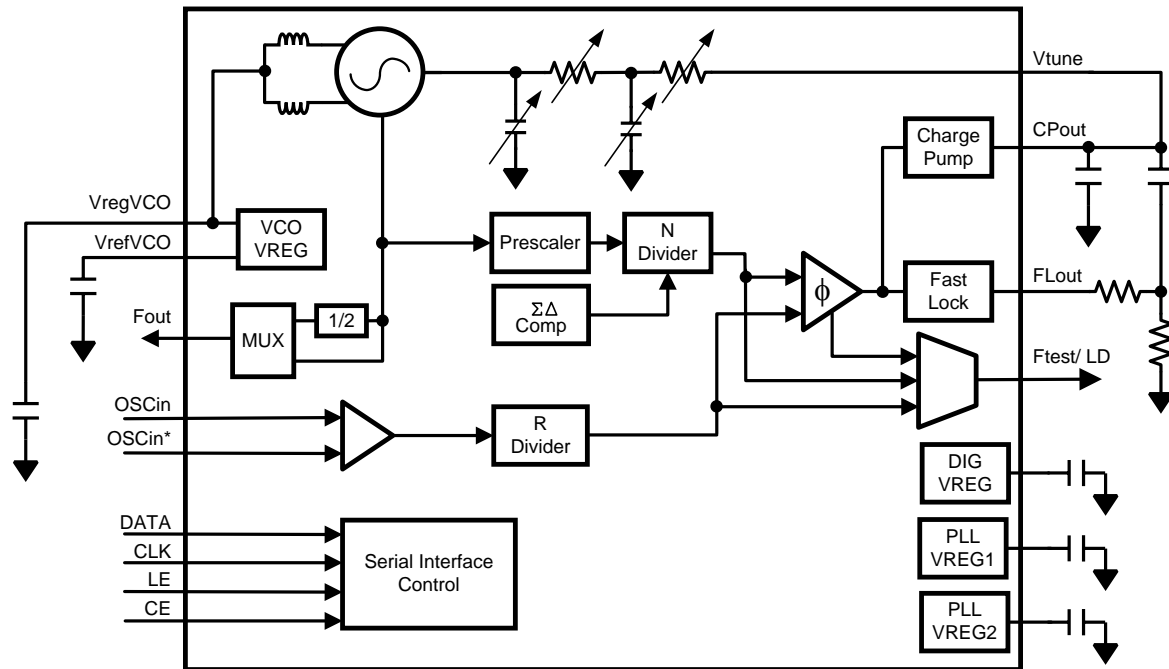 Vtune
CPout
Charge
Pump
VregVCO
VrefVCO
VCO
VREG
Prescaler
N
Divider
ΣΔ
Comp
ϕ
Fast
Lock
FLout
Fout
MUX
1/2
Ftest/ LD
OSCin
OSCin*
R
Divider
DIG
VREG
DATA
CLK
LE
CE
Serial Interface
Control
PLL
VREG1
PLL
VREG2